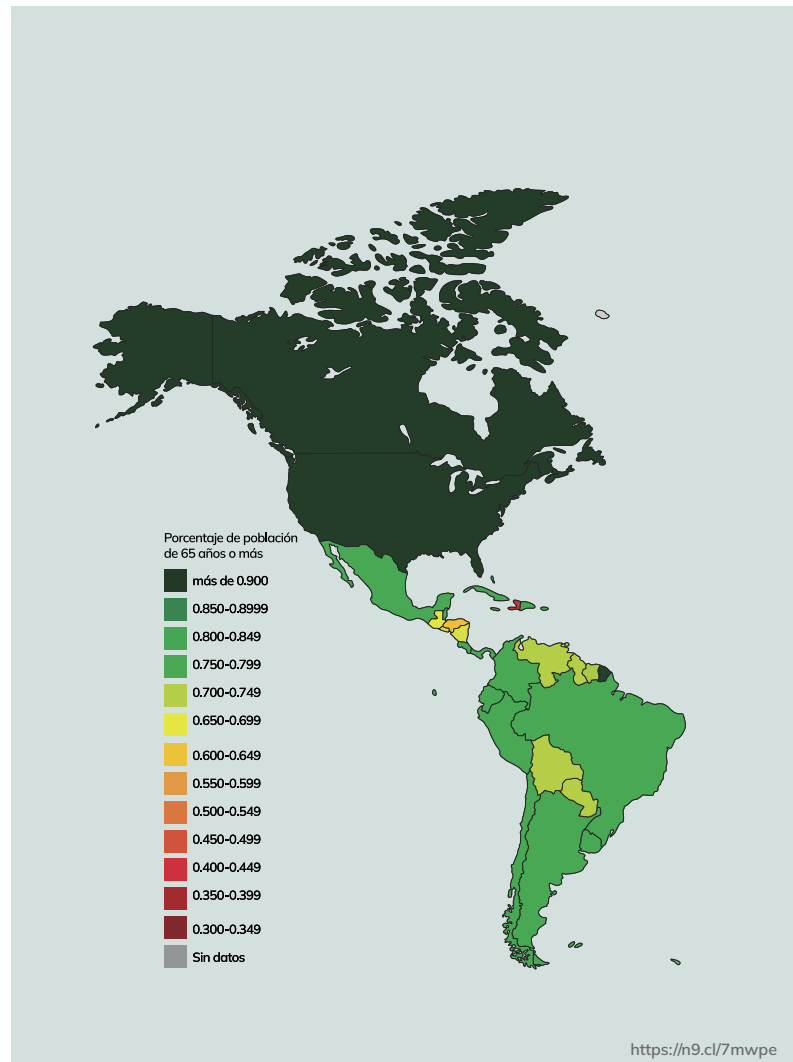 Porcentaje de población
de 65 años o más
más de 0.900
0.850-0.8999
0.800-0.849
0.750-0.799
0.700-0.749
0.650-0.699
0.600-0.649
0.550-0.599
0.500-0.549
0.450-0.499
0.400-0.449
0.350-0.399
0.300-0.349
Sin datos
https://n9.cl/7mwpe